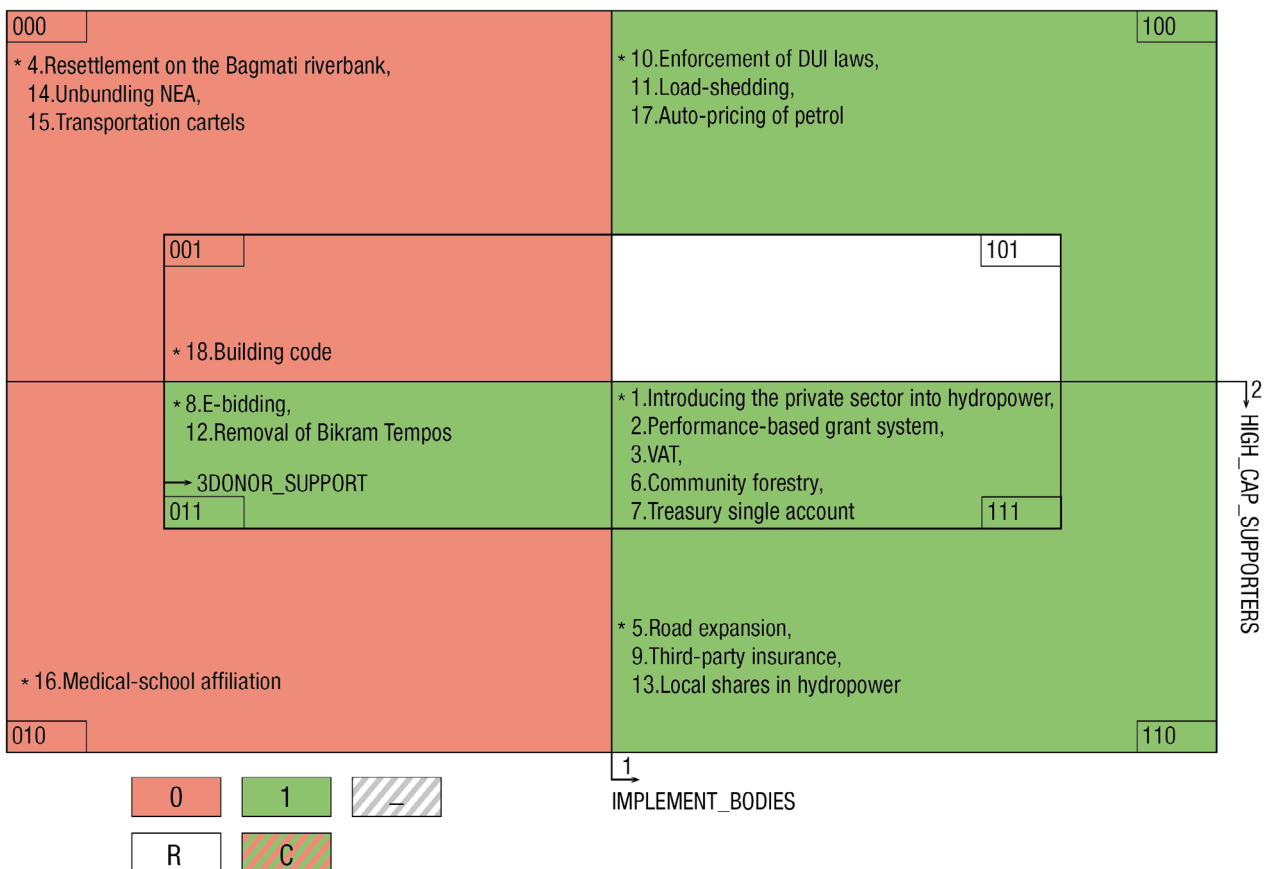 000
100
* 4.Resettlement on the Bagmati riverbank,
14.Unbundling NEA,
15.Transportation cartels
* 10.Enforcement of DUI laws,
11.Load-shedding,
17.Auto-pricing of petrol
001
101
* 18.Building code
* 8.E-bidding,
12.Removal of Bikram Tempos
3DONOR_SUPPORT
011
* 1.Introducing the private sector into hydropower,
2.Performance-based grant system,
3.VAT,
6.Community forestry,
7.Treasury single account
111
2
HIGH_CAP_SUPPORTERS
* 16.Medical-school affiliation
010
* 5.Road expansion,
9.Third-party insurance,
13.Local shares in hydropower
110
1
IMPLEMENT_BODIES
0
1
_
R
C